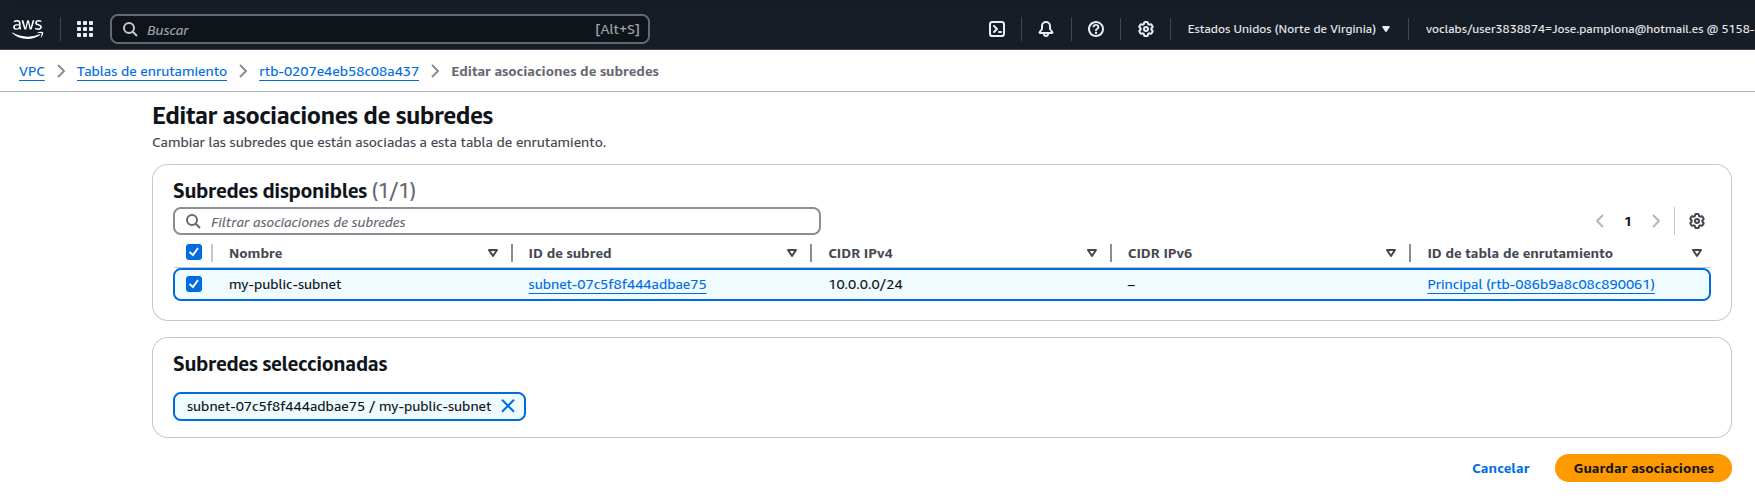 aws
Buscar [Alt+S] Estados Unidos (Norte de Virginia) voclabs/user3838874=Jose.pamplona@hotmail.es @ 5158-
VPC Tablas de enrutamiento rtb-0207e4eb58c08a437 Editar asociaciones de subredes
Editar asociaciones de subredes
Cambiar las subredes que están asociadas a esta tabla de enrutamiento.
Subredes disponibles (1/1)
Filtrar asociaciones de subredes 1
Nombre ID de subred CIDR IPv4 CIDR IPv6 ID de tabla de enrutamiento
my-public-subnet subnet-07c5f8f444adbae75 10.0.0.0/24 – Principal (rtb-086b9a8c08c890061)
Subredes seleccionadas
subnet-07c5f8f444adbae75 / my-public-subnet
Cancelar Guardar asociaciones